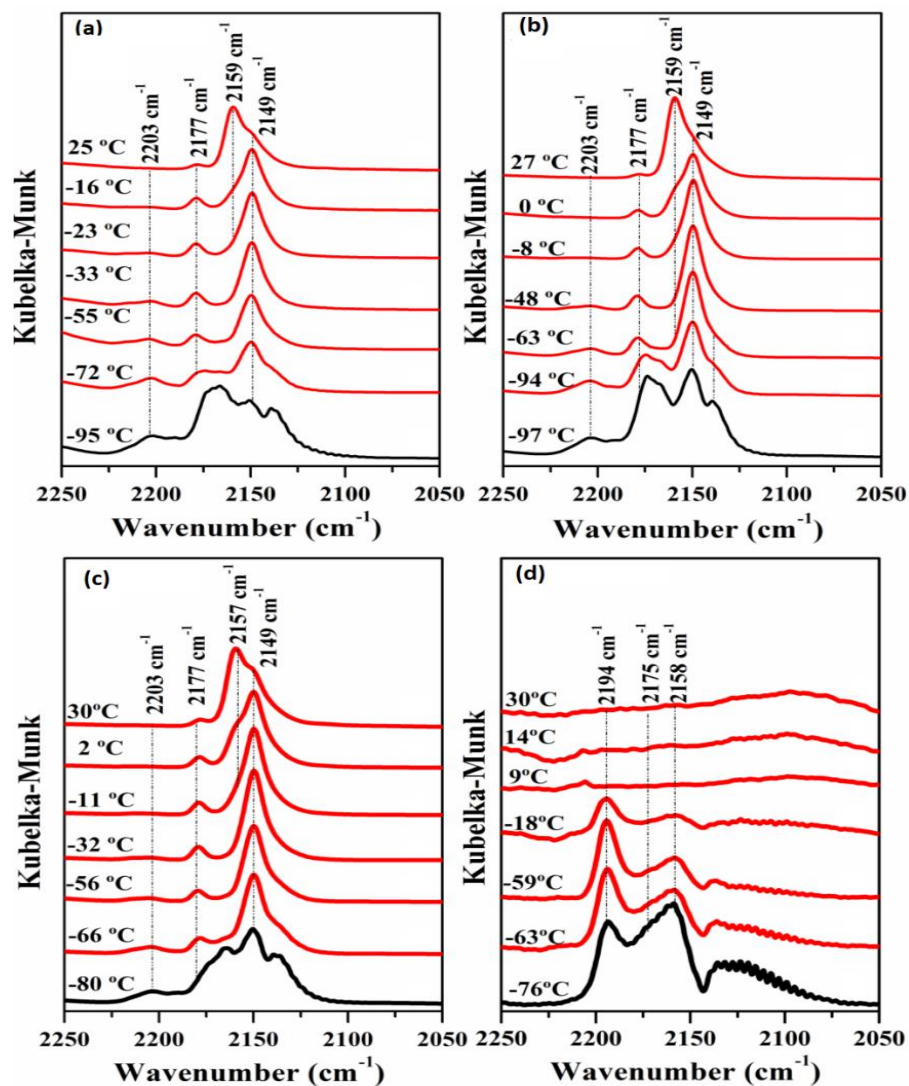 (a)
2203 cm-1
2177 cm-1
2159 cm-1
2149 cm-1
25 ºC
-16 ºC
-23 ºC
-33 ºC
-55 ºC
-72 ºC
-95 ºC
Kubelka-Munk
2250 2200 2150 2100 2050
Wavenumber (cm-1)
(b)
2203 cm-1
2177 cm-1
2159 cm-1
2149 cm-1
27 ºC
0 ºC
-8 ºC
-48 ºC
-63 ºC
-94 ºC
-97 ºC
Kubelka-Munk
2250 2200 2150 2100 2050
Wavenumber (cm-1)
(c)
2203 cm-1
2177 cm-1
2157 cm-1
2149 cm-1
30ºC
2 ºC
-11 ºC
-32 ºC
-56 ºC
-66 ºC
-80 ºC
Kubelka-Munk
2250 2200 2150 2100 2050
Wavenumber (cm-1)
(d)
2194 cm-1
2175 cm-1
2158 cm-1
30ºC
14ºC
9ºC
-18ºC
-59ºC
-63ºC
-76ºC
Kubelka-Munk
2250 2200 2150 2100 2050
Wavenumber (cm-1)